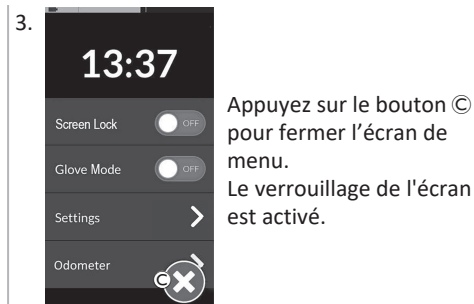 3.
13:37
Screen Lock OFF
Glove Mode OFF
Settings
Odometer
©
Appuyez sur le bouton Ⓒ
pour fermer l’écran de
menu.
Le verrouillage de l'écran
est activé.